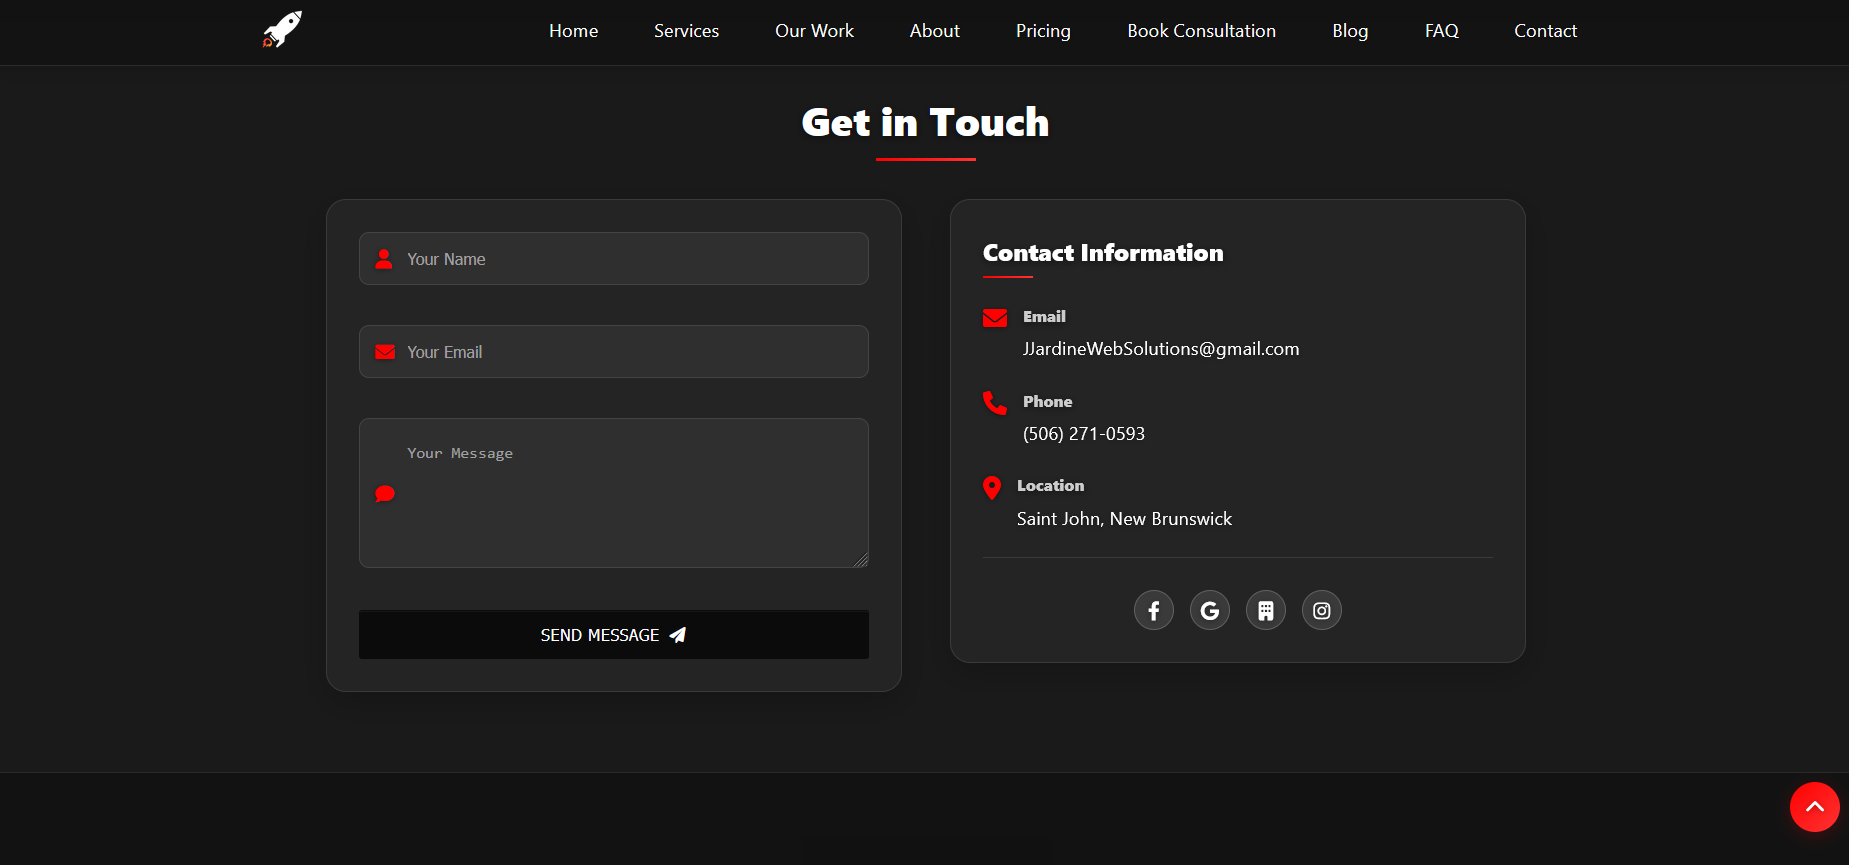 Home Services Our Work About Pricing Book Consultation Blog FAQ Contact
Get in Touch
Your Name
Your Email
Your Message
SEND MESSAGE
Contact Information
Email
JJardineWebSolutions@gmail.com
Phone
(506) 271-0593
Location
Saint John, New Brunswick